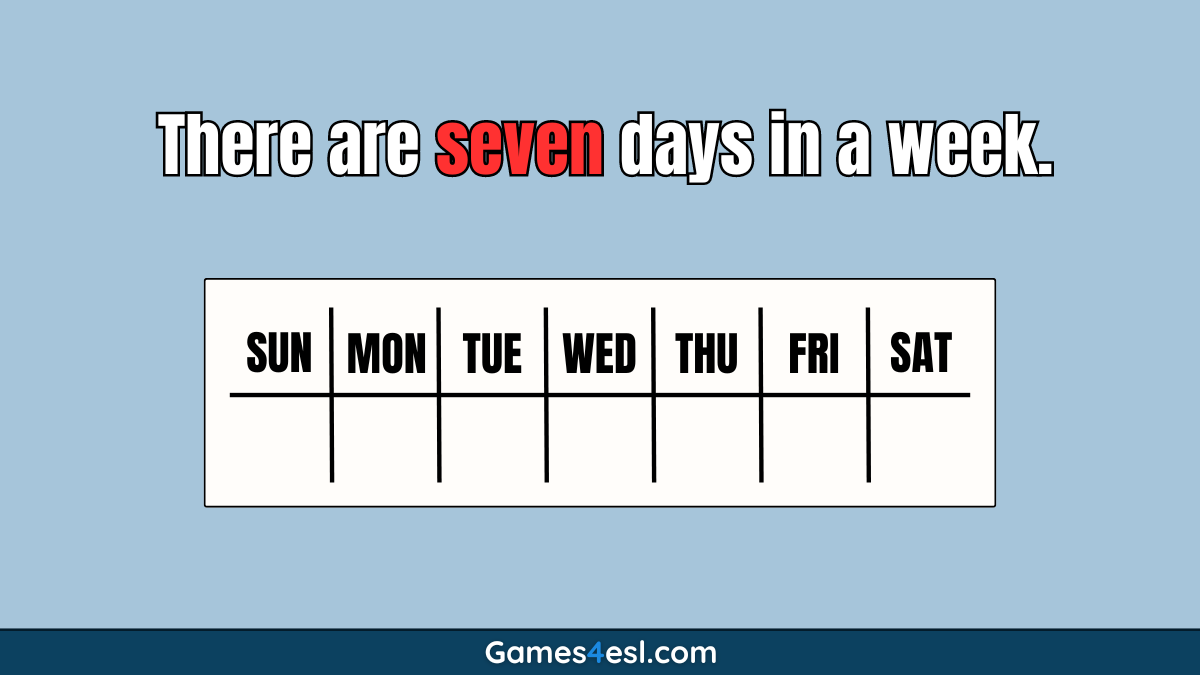 There are seven days in a week.
SUN MON TUE WED THU FRI SAT
Games4esl.com